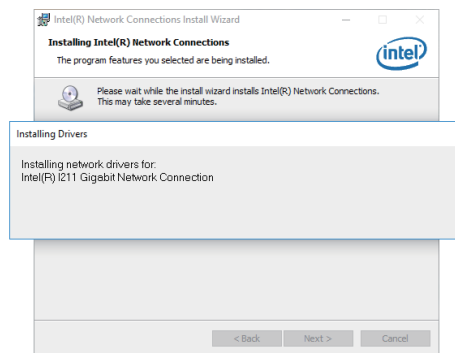 Intel(R) Network Connections Install Wizard
Installing Intel(R) Network Connections
The program features you selected are being installed.
intel
Please wait while the install wizard installs Intel(R) Network Connections.
This may take several minutes.
Installing Drivers
Installing network drivers for:
Intel(R) I211 Gigabit Network Connection
< Back Next > Cancel